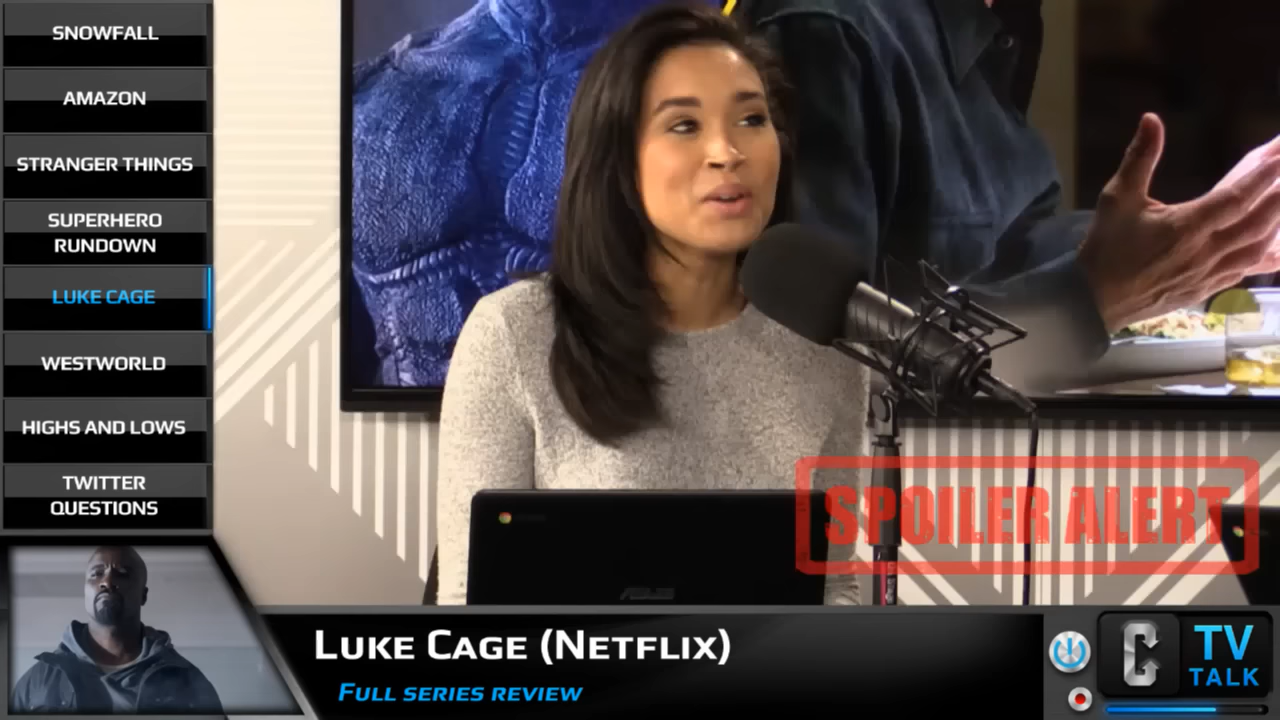 SNOWFALL
AMAZON
STRANGER THINGS
SUPERHERO
RUNDOWN
LUKE CAGE
WESTWORLD
HIGHS AND LOWS
TWITTER
QUESTIONS
SPOILER ALERT
ASUS
LUKE CAGE (NETFLIX)
FULL SERIES REVIEW
C
TV
TALK